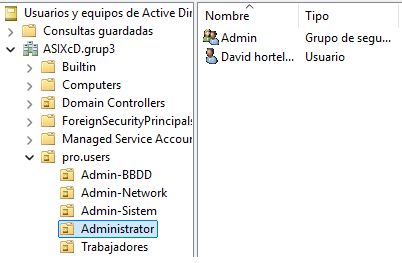 Usuarios y equipos de Active Dir
Consultas guardadas
ASIXcD.grup3
Builtin
Computers
Domain Controllers
ForeignSecurityPrincipals
Managed Service Accour
pro.users
Admin-BBDD
Admin-Network
Admin-Sistem
Administrator
Trabajadores
Nombre Tipo
Admin Grupo de segu...
David hortel... Usuario